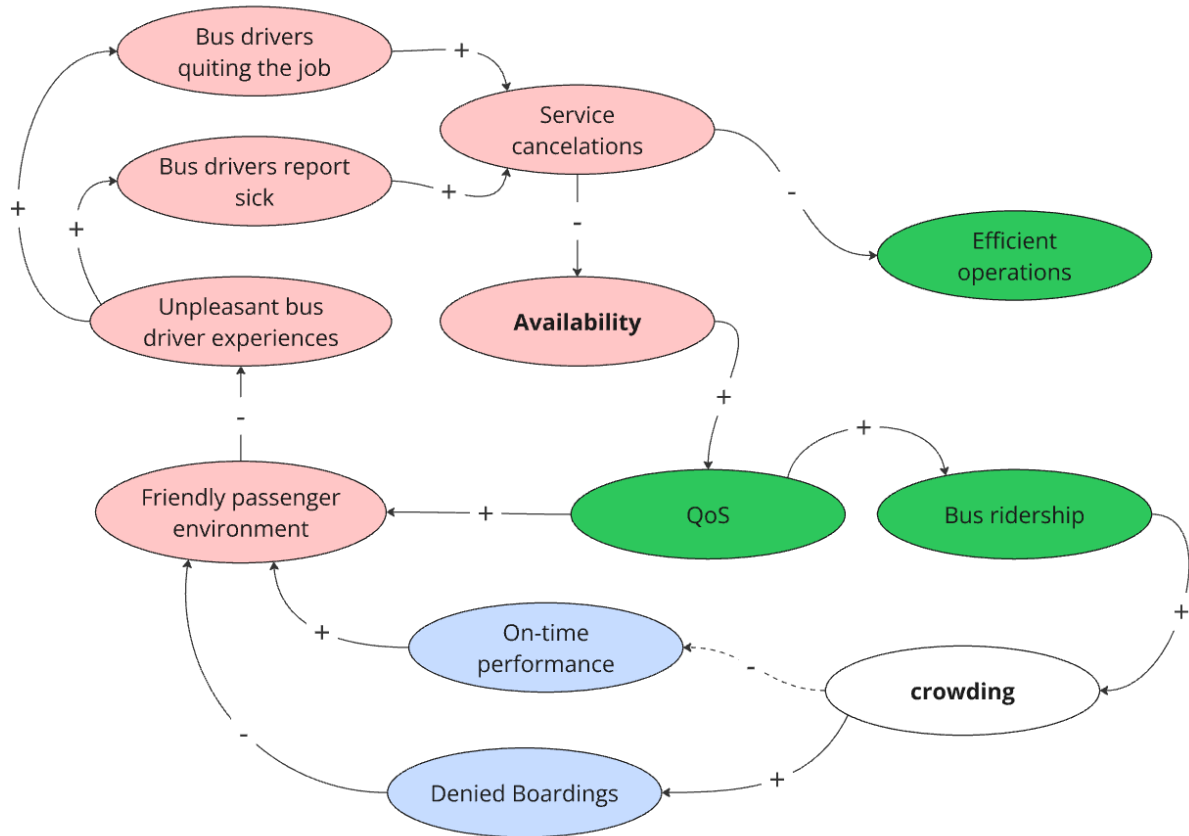 Bus drivers
quiting the job
+
Service
cancelations
Bus drivers report
sick
+
-
+
+
-
Efficient
operations
Unpleasant bus
driver experiences
Availability
+
-
+
Friendly passenger
environment
+
QoS
Bus ridership
+
On-time
performance
+
-
crowding
-
+
Denied Boardings